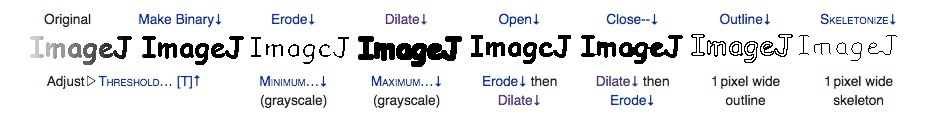 Original Make Binary↓ Erode↓ Dilate↓ Open↓ Close--↓ Outline↓ SKELETONIZE↓
ImageJ ImageJ ImagcJ ImageJ ImagcJ ImageJ ImageJ ImageJ
Adjust▷THRESHOLD... [T]↑ MINIMUM...↓ MAXIMUM...↓ Erode↓ then Dilate↓ then 1 pixel wide 1 pixel wide
(grayscale) (grayscale) Dilate↓ Erode↓ outline skeleton